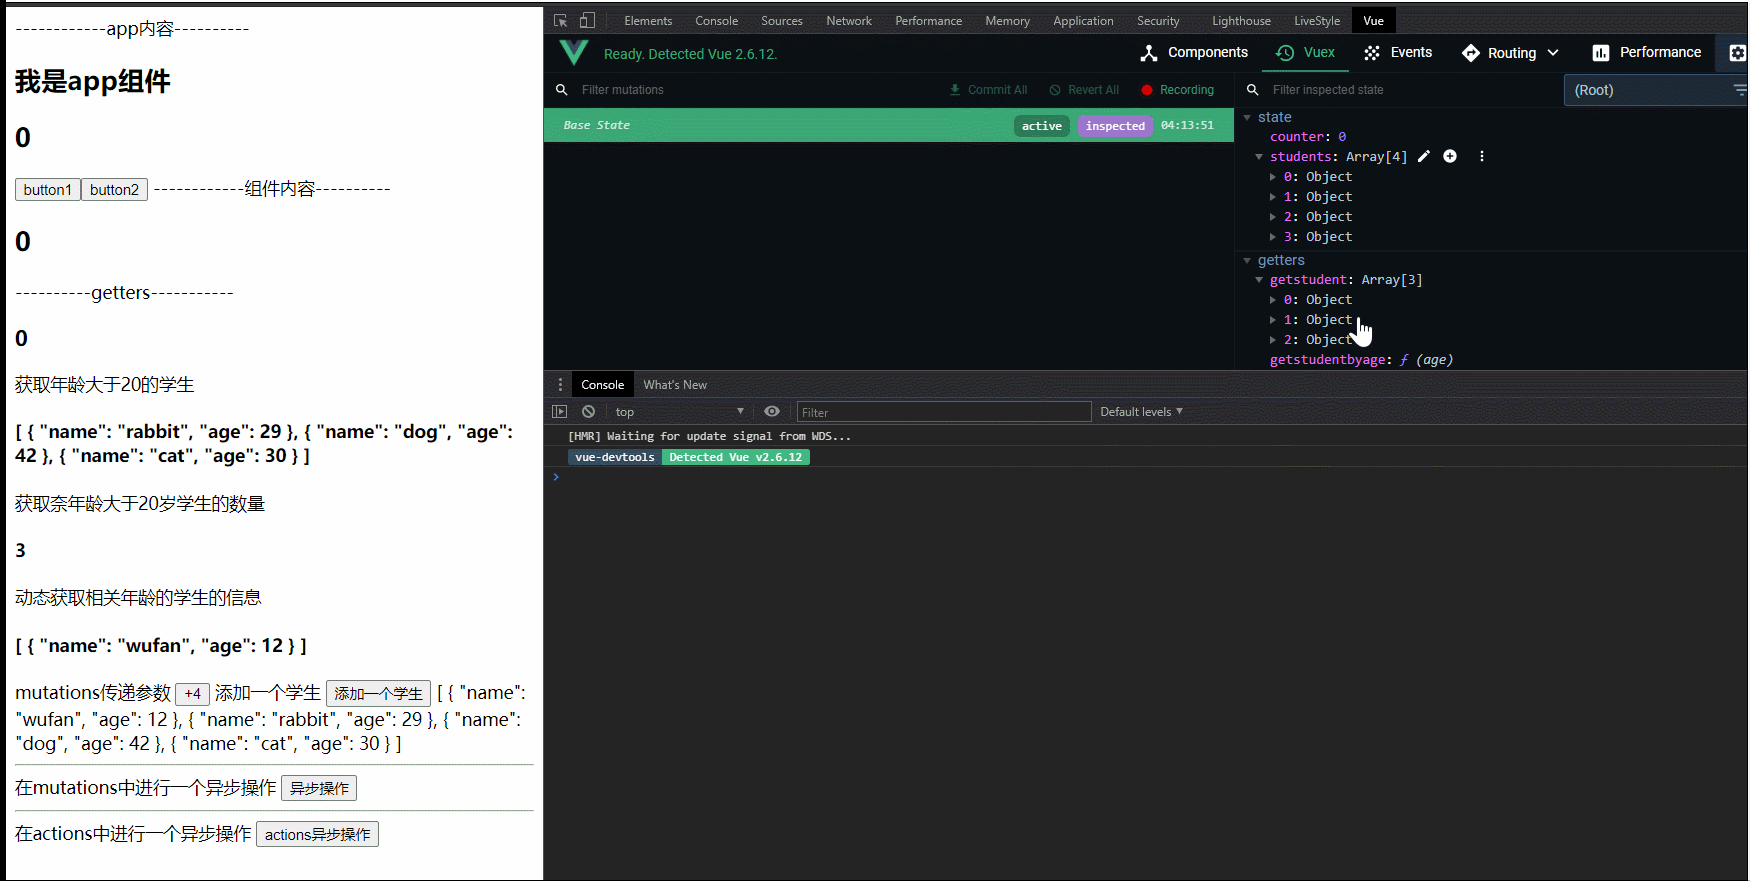 ------------app内容----------
我是app组件
0
button1 button2 ------------组件内容----------
0
----------getters-----------
0
获取年龄大于20的学生
[ { "name": "rabbit", "age": 29 }, { "name": "dog", "age":
42 }, { "name": "cat", "age": 30 } ]
获取奈年龄大于20岁学生的数量
3
动态获取相关年龄的学生的信息
[ { "name": "wufan", "age": 12 } ]
mutations传递参数 +4 添加一个学生 添加一个学生 [ { "name":
"wufan", "age": 12 }, { "name": "rabbit", "age": 29 }, { "name":
"dog", "age": 42 }, { "name": "cat", "age": 30 } ]
在mutations中进行一个异步操作 异步操作
在actions中进行一个异步操作 actions异步操作
Elements Console Sources Network Performance Memory Application Security Lighthouse LiveStyle Vue
Ready. Detected Vue 2.6.12. Components Vuex Events Routing Performance
Filter mutations Commit All Revert All Recording
Base State active inspected 04:13:51
Filter inspected state (Root)
state
counter: 0
students: Array[4]
0: Object
1: Object
2: Object
3: Object
getters
getstudent: Array[3]
0: Object
1: Object
2: Object
getstudentbyage: ƒ (age)
Console What's New
top Filter Default levels
[HMR] Waiting for update signal from WDS...
vue-devtools Detected Vue v2.6.12